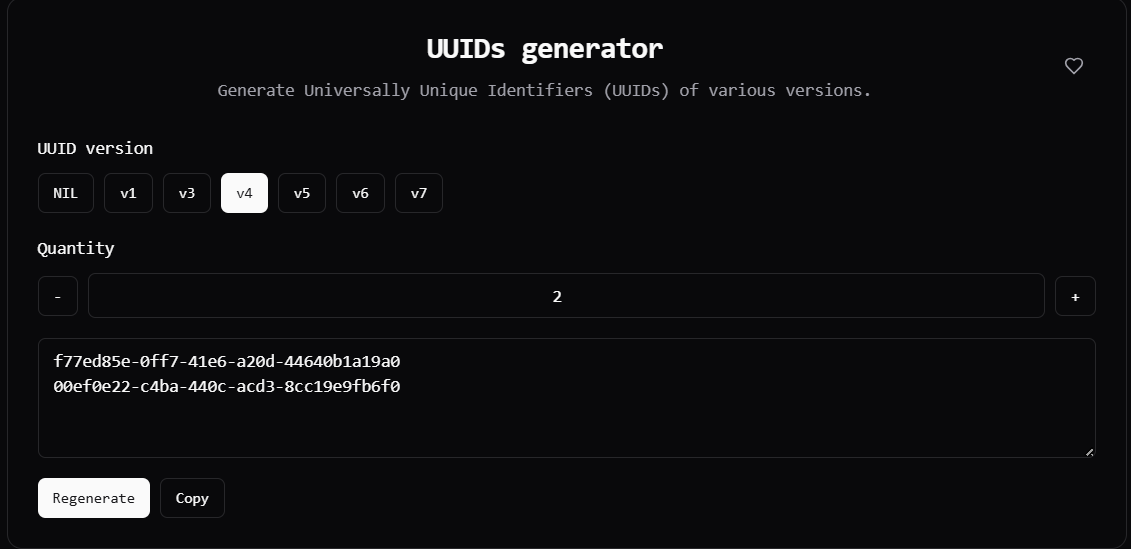 UUIDs generator
Generate Universally Unique Identifiers (UUIDs) of various versions.
UUID version
NIL v1 v3 v4 v5 v6 v7
Quantity
- 2 +
f77ed85e-0ff7-41e6-a20d-44640b1a19a0
00ef0e22-c4ba-440c-acd3-8cc19e9fb6f0
Regenerate Copy